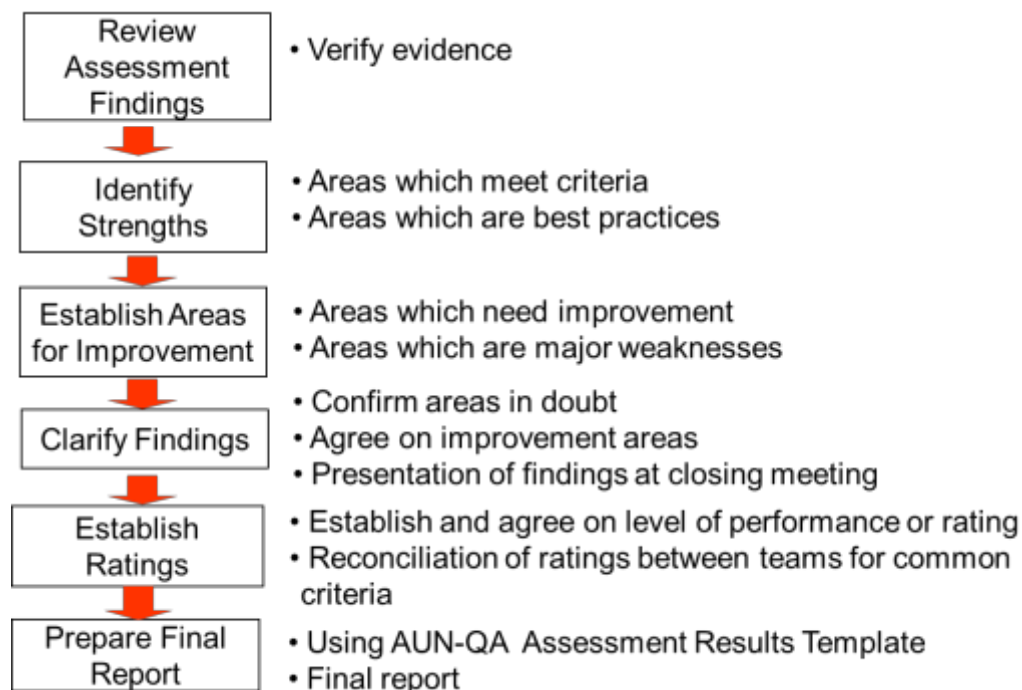 Review
Assessment
Findings
• Verify evidence
Identify
Strengths
• Areas which meet criteria
• Areas which are best practices
Establish Areas
for Improvement
• Areas which need improvement
• Areas which are major weaknesses
Clarify Findings
• Confirm areas in doubt
• Agree on improvement areas
• Presentation of findings at closing meeting
Establish
Ratings
• Establish and agree on level of performance or rating
• Reconciliation of ratings between teams for common
criteria
Prepare Final
Report
• Using AUN-QA Assessment Results Template
• Final report